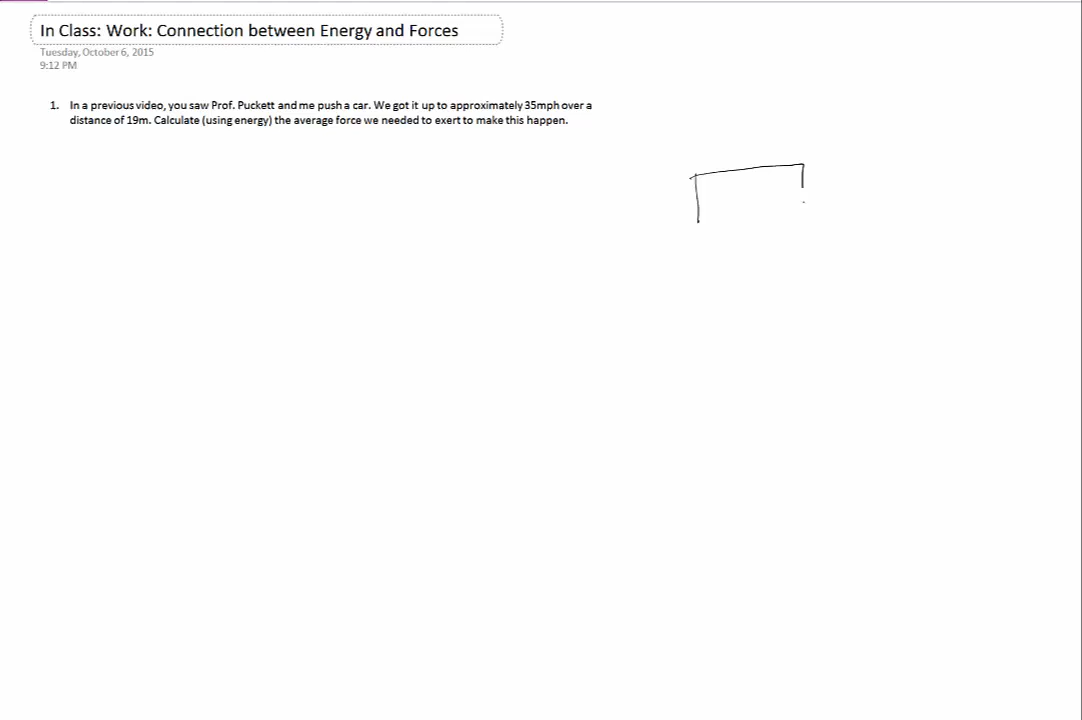 In Class: Work: Connection between Energy and Forces
Tuesday, October 6, 2015
9:12 PM
1. In a previous video, you saw Prof. Puckett and me push a car. We got it up to approximately 35mph over a
distance of 19m. Calculate (using energy) the average force we needed to exert to make this happen.